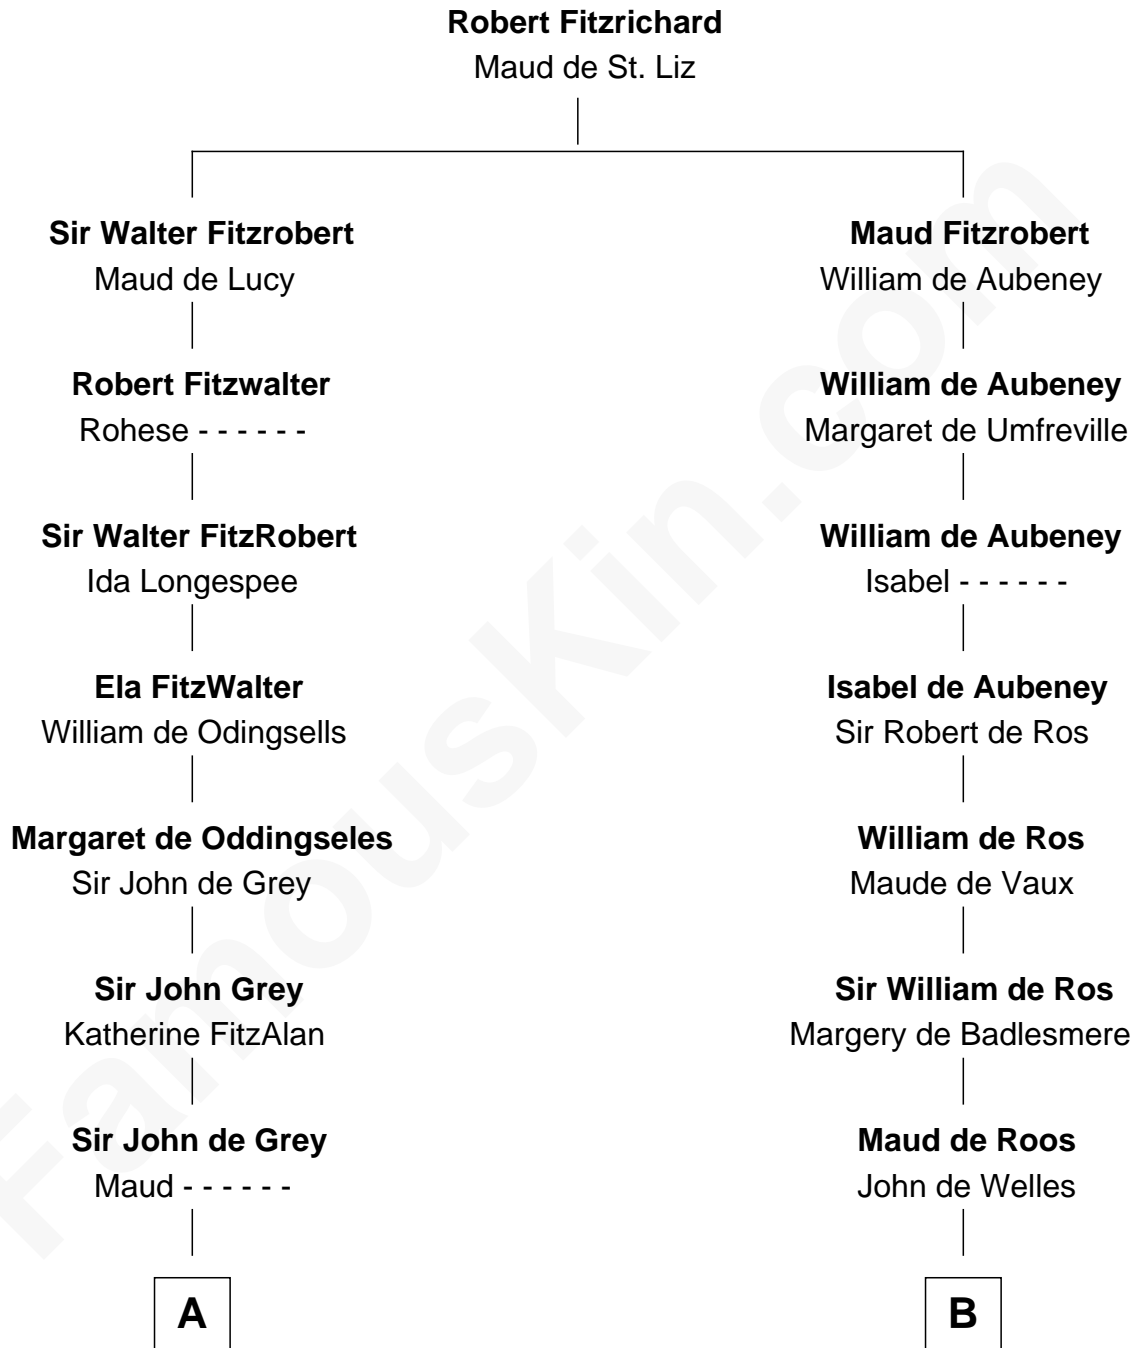 Robert Fitzrichard
Maud de St. Liz
Sir Walter Fitzrobert
Maud de Lucy
Maud Fitzrobert
William de Aubeney
Robert Fitzwalter
Rohese - - - - - -
William de Aubeney
Margaret de Umfreville
Sir Walter FitzRobert
Ida Longespee
William de Aubeney
Isabel - - - - - -
Ela FitzWalter
William de Odingsells
Isabel de Aubeney
Sir Robert de Ros
Margaret de Oddingseles
Sir John de Grey
William de Ros
Maude de Vaux
Sir John Grey
Katherine FitzAlan
Sir William de Ros
Margery de Badlesmere
Sir John de Grey
Maud - - - - - -
Maud de Roos
John de Welles
A
B
FamousKin.com